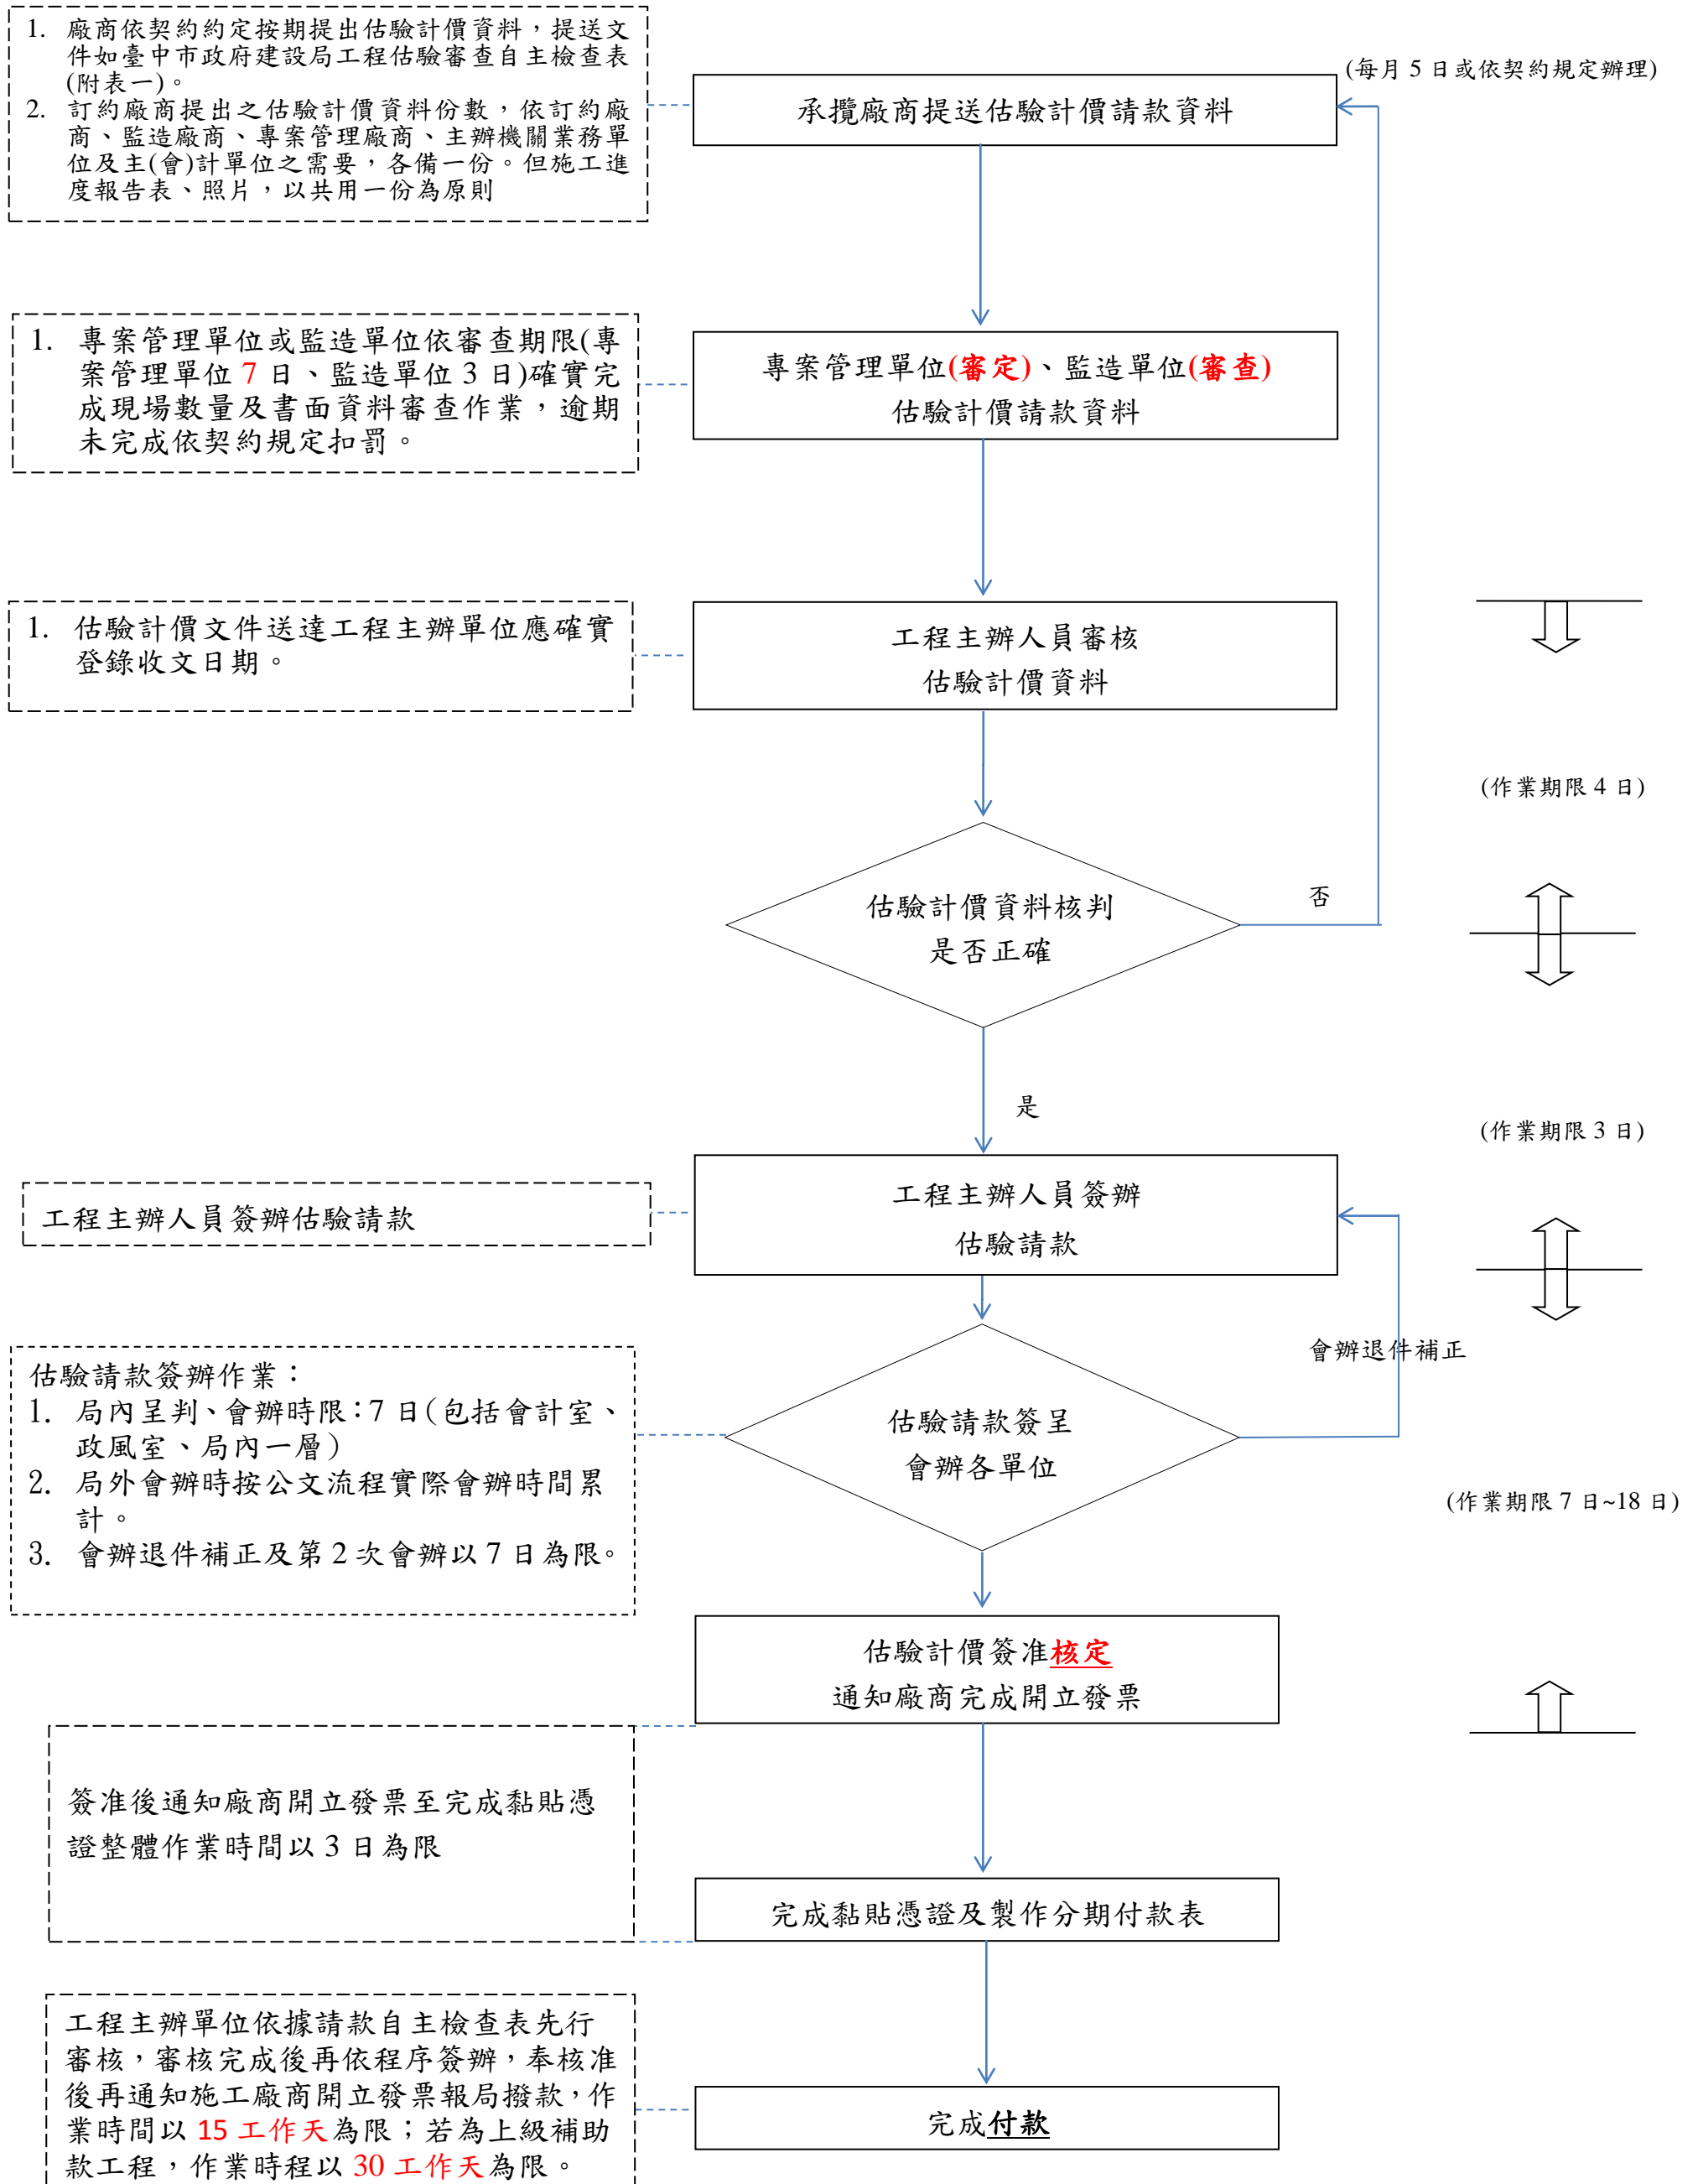 1. 廠商依契約約定按期提出估驗計價資料，提送文
件如臺中市政府建設局工程估驗審查自主檢查表
(附表一)。
2. 訂約廠商提出之估驗計價資料份數，依訂約廠
商、監造廠商、專案管理廠商、主辦機關業務單
位及主(會)計單位之需要，各備一份。但施工進
度報告表、照片，以共用一份為原則
承攬廠商提送估驗計價請款資料
(每月 5 日或依契約規定辦理)
1. 專案管理單位或監造單位依審查期限(專
案管理單位 7 日、監造單位 3 日)確實完
成現場數量及書面資料審查作業，逾期
未完成依契約規定扣罰。
專案管理單位(審定)、監造單位(審查)
估驗計價請款資料
1. 估驗計價文件送達工程主辦單位應確實
登錄收文日期。
工程主辦人員審核
估驗計價資料
(作業期限 4 日)
估驗計價資料核判
是否正確
否
是
(作業期限 3 日)
工程主辦人員簽辦估驗請款
工程主辦人員簽辦
估驗請款
會辦退件補正
估驗請款簽辦作業：
1. 局內呈判、會辦時限：7 日(包括會計室、
政風室、局內一層)
2. 局外會辦時按公文流程實際會辦時間累
計。
3. 會辦退件補正及第 2 次會辦以 7 日為限。
估驗請款簽呈
會辦各單位
(作業期限 7 日~18 日)
估驗計價簽准核定
通知廠商完成開立發票
簽准後通知廠商開立發票至完成黏貼憑
證整體作業時間以 3 日為限
完成黏貼憑證及製作分期付款表
工程主辦單位依據請款自主檢查表先行
審核，審核完成後再依程序簽辦，奉核准
後再通知施工廠商開立發票報局撥款，作
業時間以 15 工作天為限；若為上級補助
款工程，作業時程以 30 工作天為限。
完成付款